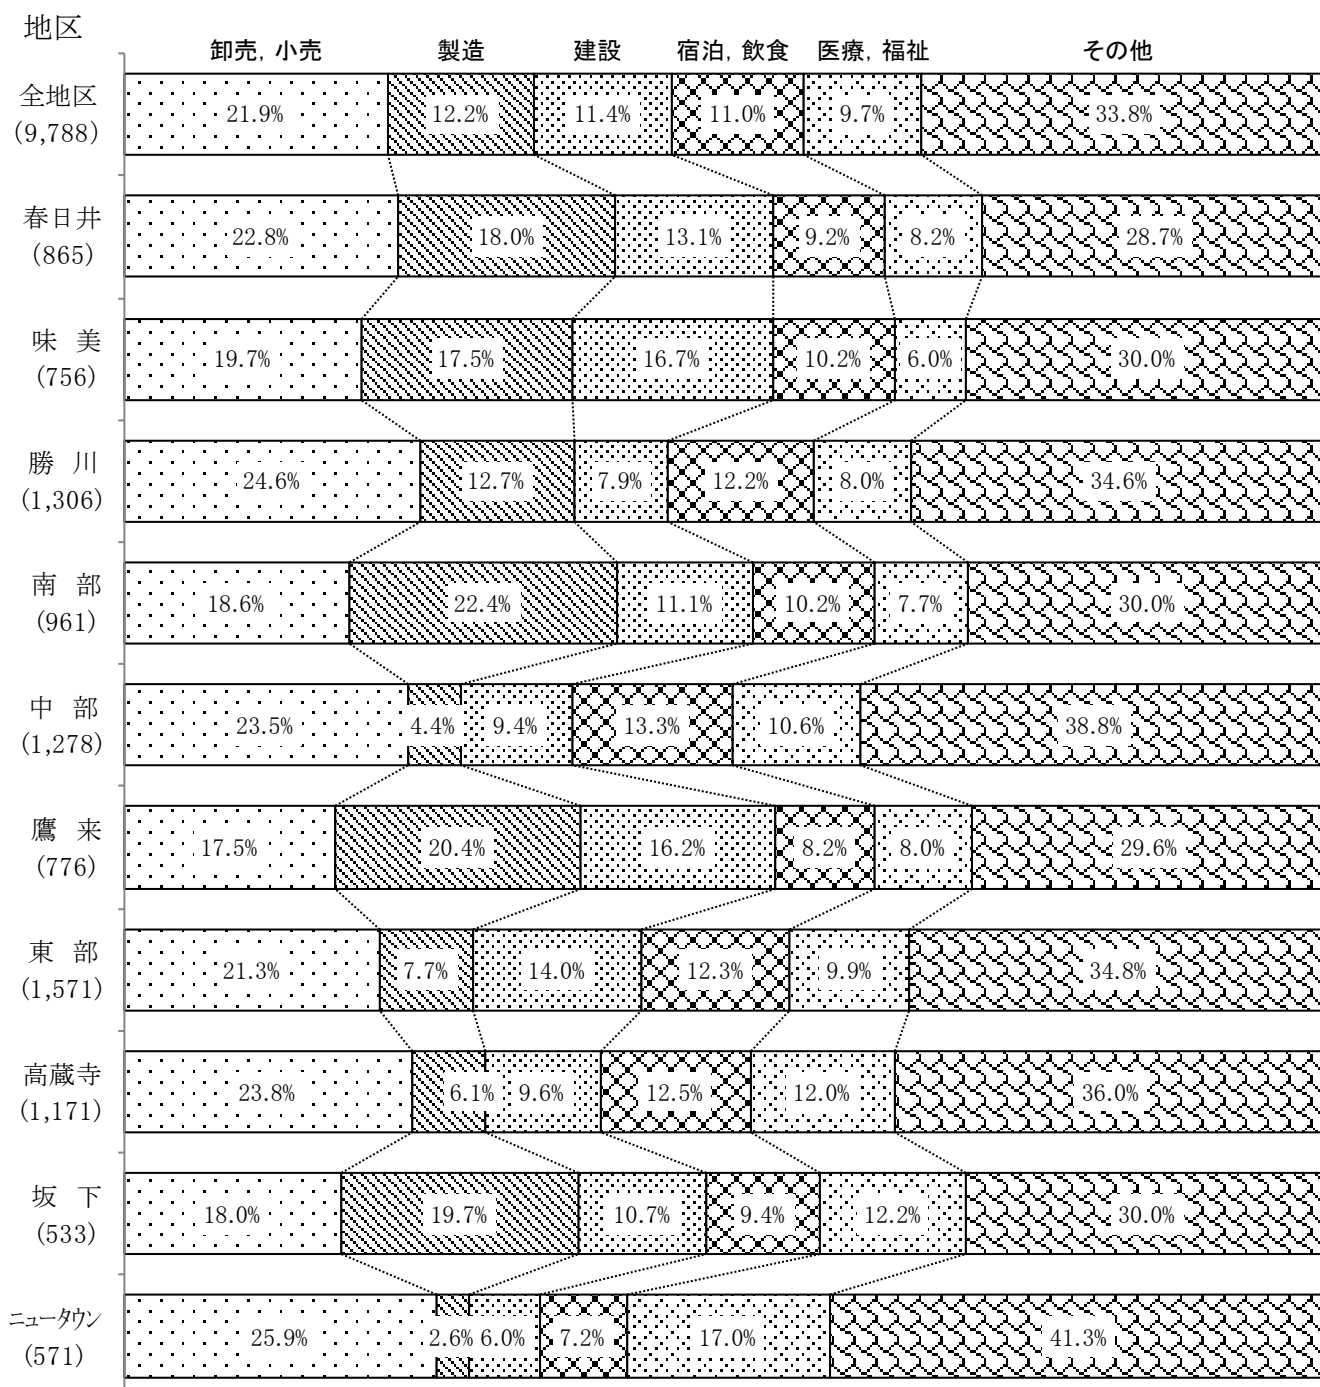 地区
卸売, 小売 製造 建設 宿泊, 飲食 医療, 福祉 その他
全地区
(9,788)
21.9% 12.2% 11.4% 11.0% 9.7% 33.8%
春日井
(865)
22.8% 18.0% 13.1% 9.2% 8.2% 28.7%
味 美
(756)
19.7% 17.5% 16.7% 10.2% 6.0% 30.0%
勝 川
(1,306)
24.6% 12.7% 7.9% 12.2% 8.0% 34.6%
南 部
(961)
18.6% 22.4% 11.1% 10.2% 7.7% 30.0%
中 部
(1,278)
23.5% 4.4% 9.4% 13.3% 10.6% 38.8%
鷹 来
(776)
17.5% 20.4% 16.2% 8.2% 8.0% 29.6%
東 部
(1,571)
21.3% 7.7% 14.0% 12.3% 9.9% 34.8%
高蔵寺
(1,171)
23.8% 6.1% 9.6% 12.5% 12.0% 36.0%
坂 下
(533)
18.0% 19.7% 10.7% 9.4% 12.2% 30.0%
ニュータウン
(571)
25.9% 2.6% 6.0% 7.2% 17.0% 41.3%